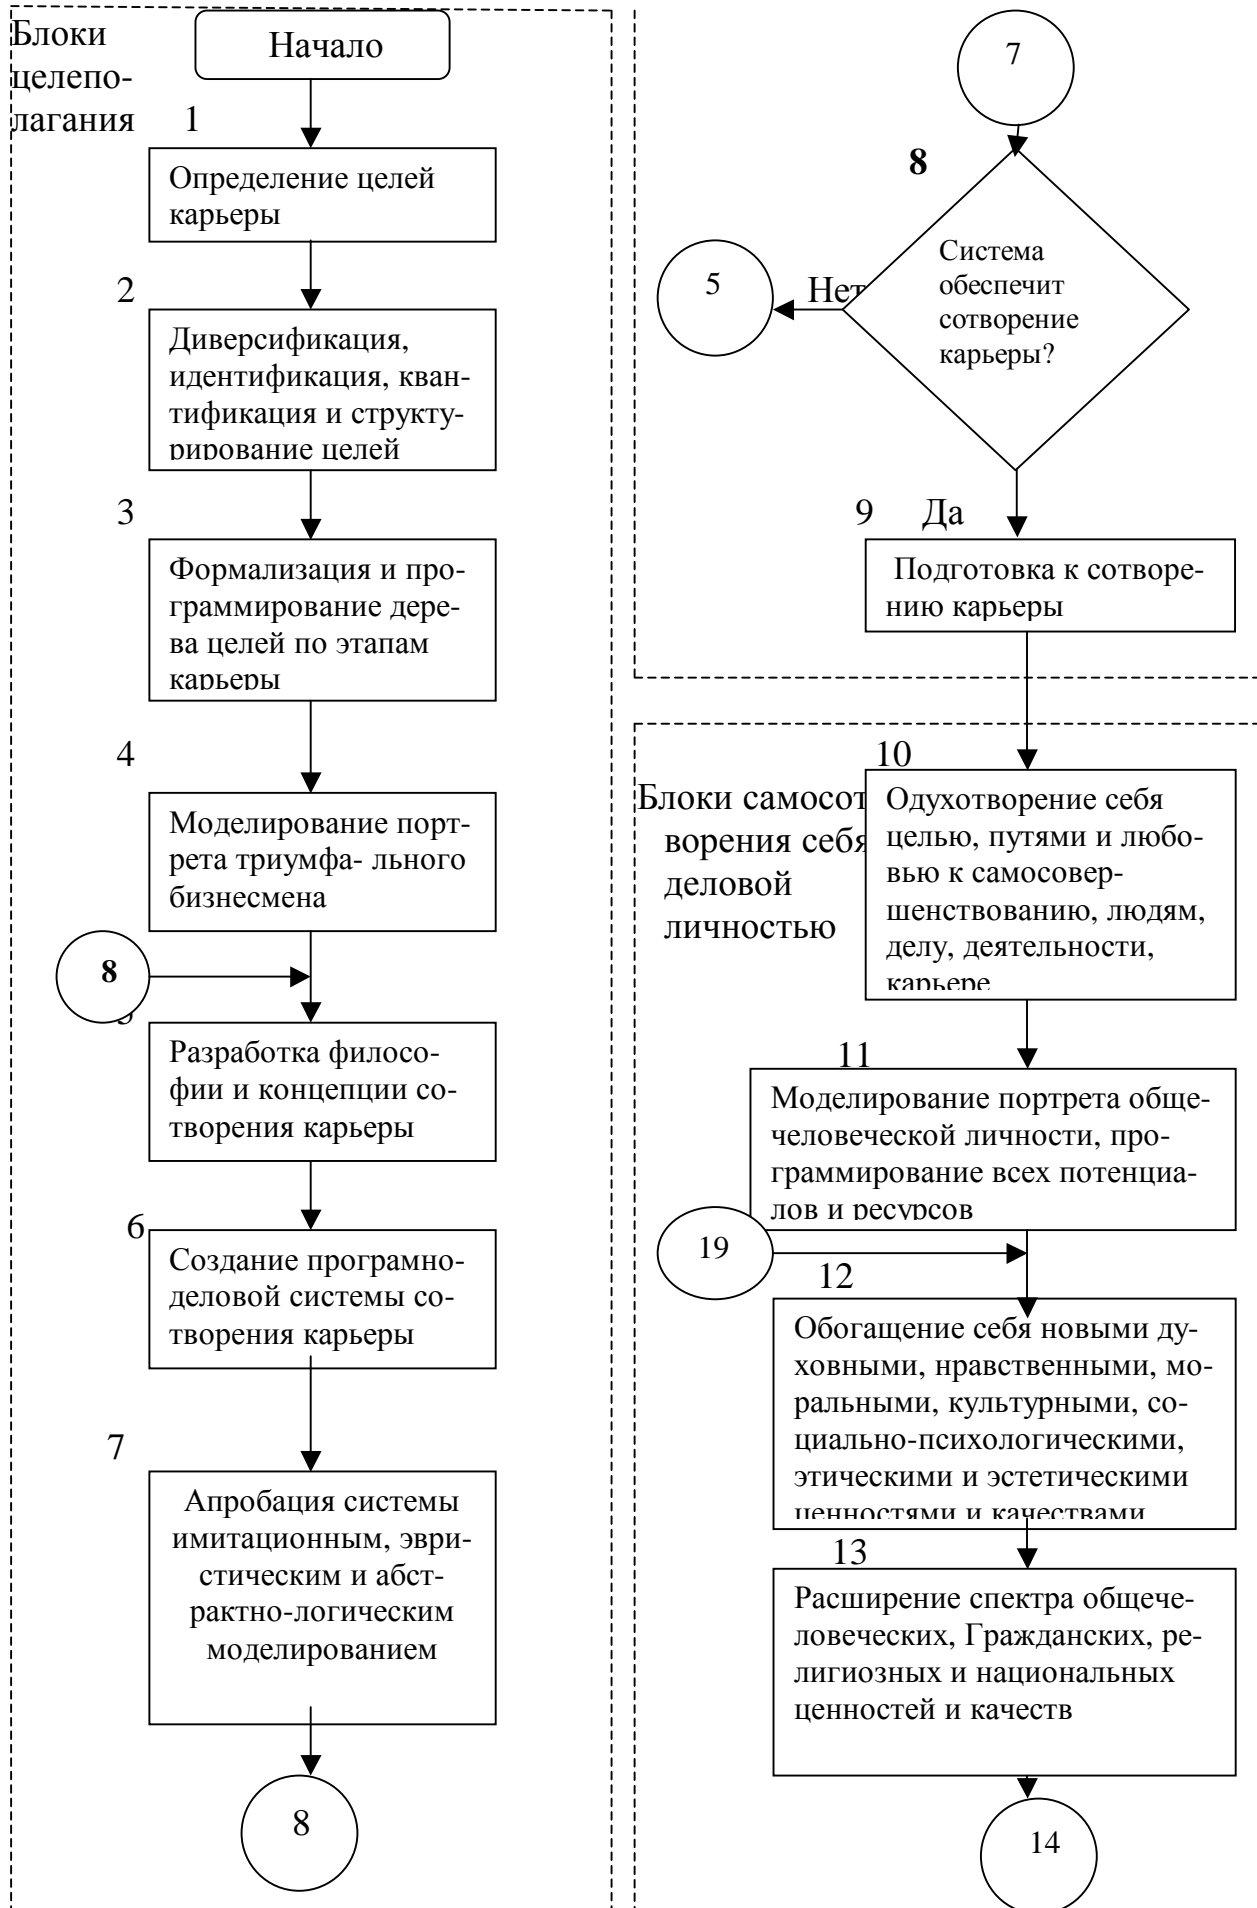 Блоки
целепо-
лагания
Начало
1
Определение целей
карьеры
2
Диверсификация,
идентификация, кван-
тификация и структу-
рирование целей
3
Формализация и про-
граммирование дере-
ва целей по этапам
карьеры
4
Моделирование порт-
рета триумфа- льного
бизнесмена
8
5
Разработка филосо-
фии и концепции со-
творения карьеры
6
Создание програмно-
деловой системы со-
творения карьеры
7
Апробация системы
имитационным, эври-
стическим и абст-
рактно-логическим
моделированием
8
7
8
Система
обеспечит
сотворение
карьеры?
Нет
5
9
Да
Подготовка к сотворе-
нию карьеры
Блоки самосот
ворения себя
деловой
личностью
10
Одухотворение себя
целью, путями и любо-
вью к самосовер-
шенствованию, людям,
делу, деятельности,
карьере
11
Моделирование портрета обще-
человеческой личности, про-
граммирование всех потенциа-
лов и ресурсов
19
12
Обогащение себя новыми ду-
ховными, нравственными, мо-
ральными, культурными, со-
циально-психологическими,
этическими и эстетическими
ценностями и качествами
13
Расширение спектра общече-
ловеческих, Гражданских, ре-
лигиозных и национальных
ценностей и качеств
14